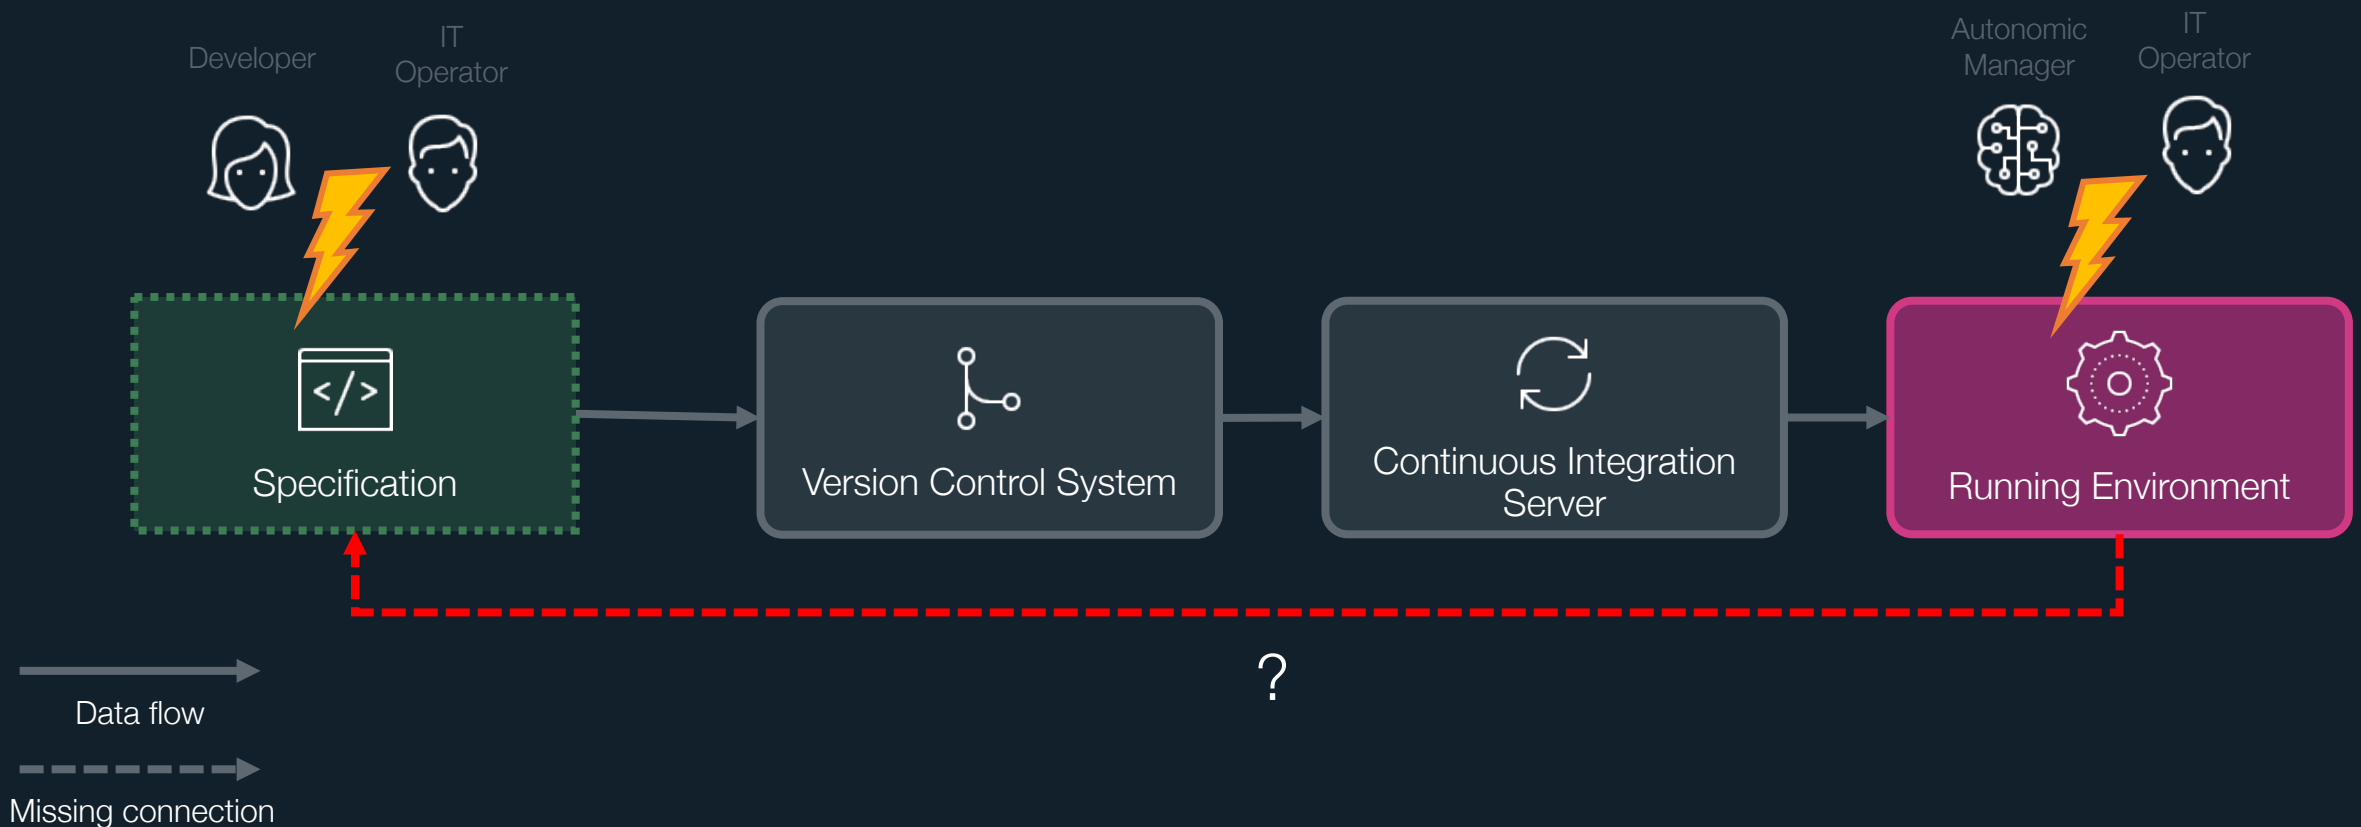 Developer
IT
Operator
Autonomic
Manager
IT
Operator
</>
Specification
Version Control System
Continuous Integration
Server
Running Environment
?
Data flow
Missing connection